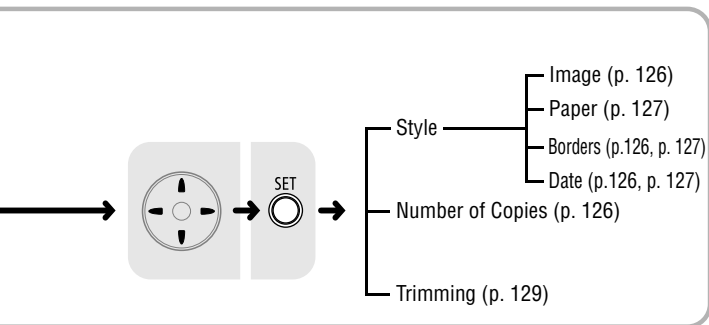 Image (p. 126)
Paper (p. 127)
Style
Borders (p.126, p. 127)
Date (p.126, p. 127)
SET
Number of Copies (p. 126)
Trimming (p. 129)